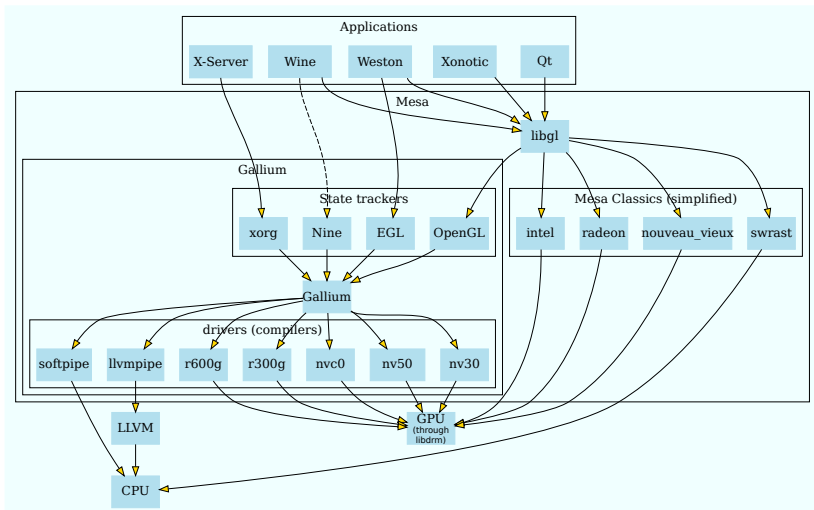 Applications
X-Server
Wine
Weston
Xonotic
Qt
Mesa
libgl
Gallium
State trackers
Mesa Classics (simplified)
xorg
Nine
EGL
OpenGL
intel
radeon
nouveau_vieux
swrast
Gallium
drivers (compilers)
softpipe
llvmpipe
r600g
r300g
nvc0
nv50
nv30
LLVM
GPU
(through
libdrm)
CPU